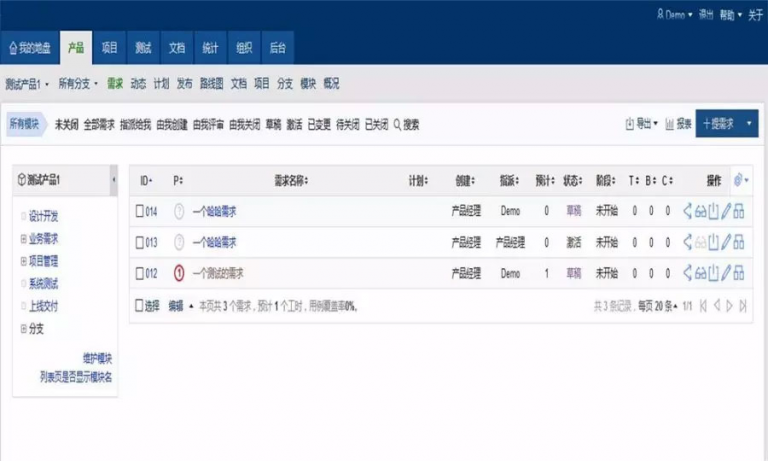 Demo 退出 帮助 关于
我的地盘 产品 项目 测试 文档 统计 组织 后台
测试产品1 所有分支 需求 动态 计划 发布 路线图 文档 项目 分支 模块 概况
所有模块 未关闭 全部需求 指派给我 由我创建 由我评审 由我关闭 草稿 激活 已变更 待关闭 已关闭 搜索 导出 报表 +提需求
测试产品1
设计开发
业务需求
项目管理
系统测试
上线交付
分支
维护模块
列表页是否显示模块名
ID P 需求名称 计划 创建 指派 预计 状态 阶段 T B C 操作
014 ? 一个哈哈需求 产品经理 Demo 0 草稿 未开始 0 0 0
013 ? 一个哈哈需求 产品经理 产品经理 0 激活 未开始 0 0 0
012 1 一个测试的需求 产品经理 Demo 1 草稿 未开始 0 0 0
选择 编辑 本页共 3 个需求，预计 1 个工时，用例覆盖率0%。 共 3 条记录，每页 20 条 1/1